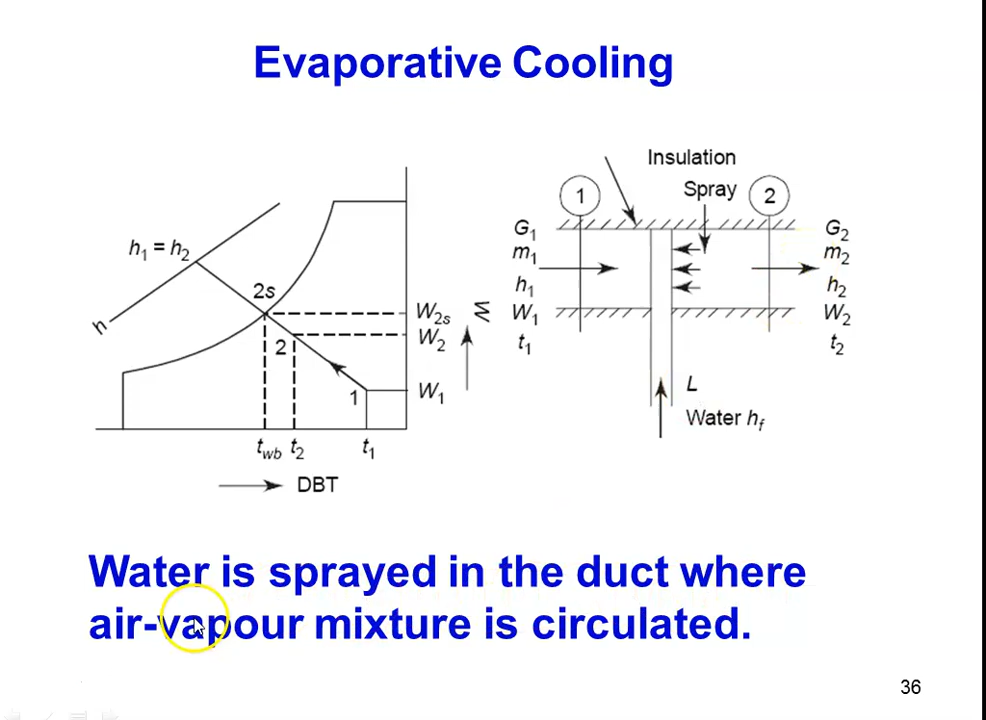 Evaporative Cooling
h₁ = h₂
h
2s
2
1
W₂ₛ
W₂
W₁
W
t_wb t₂ t₁
DBT
Insulation
Spray
1
2
G₁
m₁
h₁
W₁
t₁
G₂
m₂
h₂
W₂
t₂
L
Water h_f
Water is sprayed in the duct where
air-vapour mixture is circulated.
36